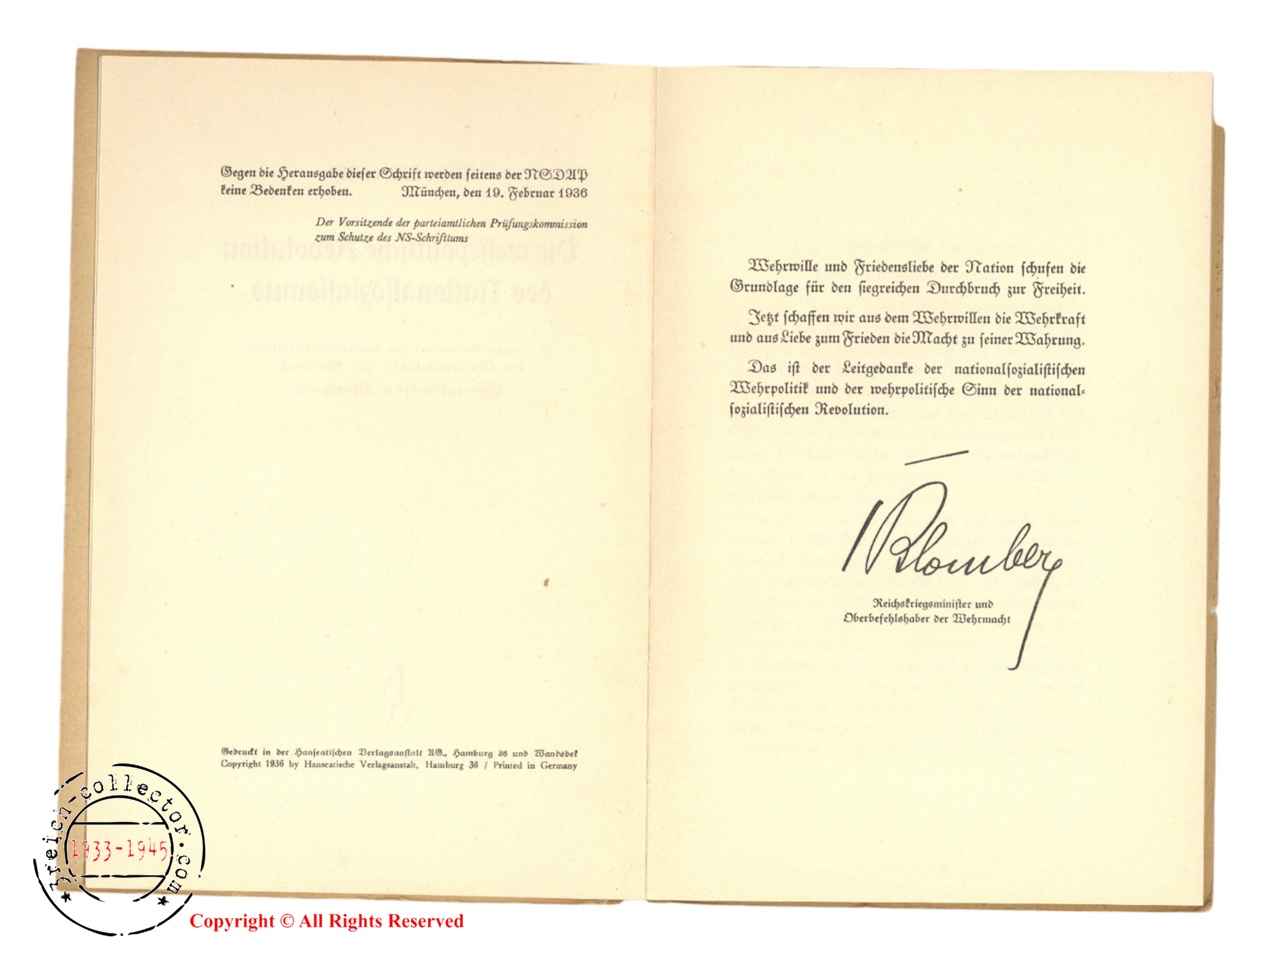 Gegen die Herausgabe dieser Schrift werden seitens der NSDAP
keine Bedenken erhoben. München, den 19. Februar 1936
Der Vorsitzende der parteiamtlichen Prüfungskommission
zum Schutze des NS-Schrifttums
Gedruckt in der Hanseatischen Verlagsanstalt AG., Hamburg 36 und Wandsbek
Copyright 1936 by Hanseatische Verlagsanstalt, Hamburg 36 / Printed in Germany
Wehrwille und Friedensliebe der Nation schufen die
Grundlage für den siegreichen Durchbruch zur Freiheit.
Jetzt schaffen wir aus dem Wehrwillen die Wehrkraft
und aus Liebe zum Frieden die Macht zu seiner Wahrung.
Das ist der Leitgedanke der nationalsozialistischen
Wehrpolitik und der wehrpolitische Sinn der national-
sozialistischen Revolution.
v Blomberg
Reichskriegsminister und
Oberbefehlshaber der Wehrmacht
3reich-collector.com
1933-1945
Copyright © All Rights Reserved